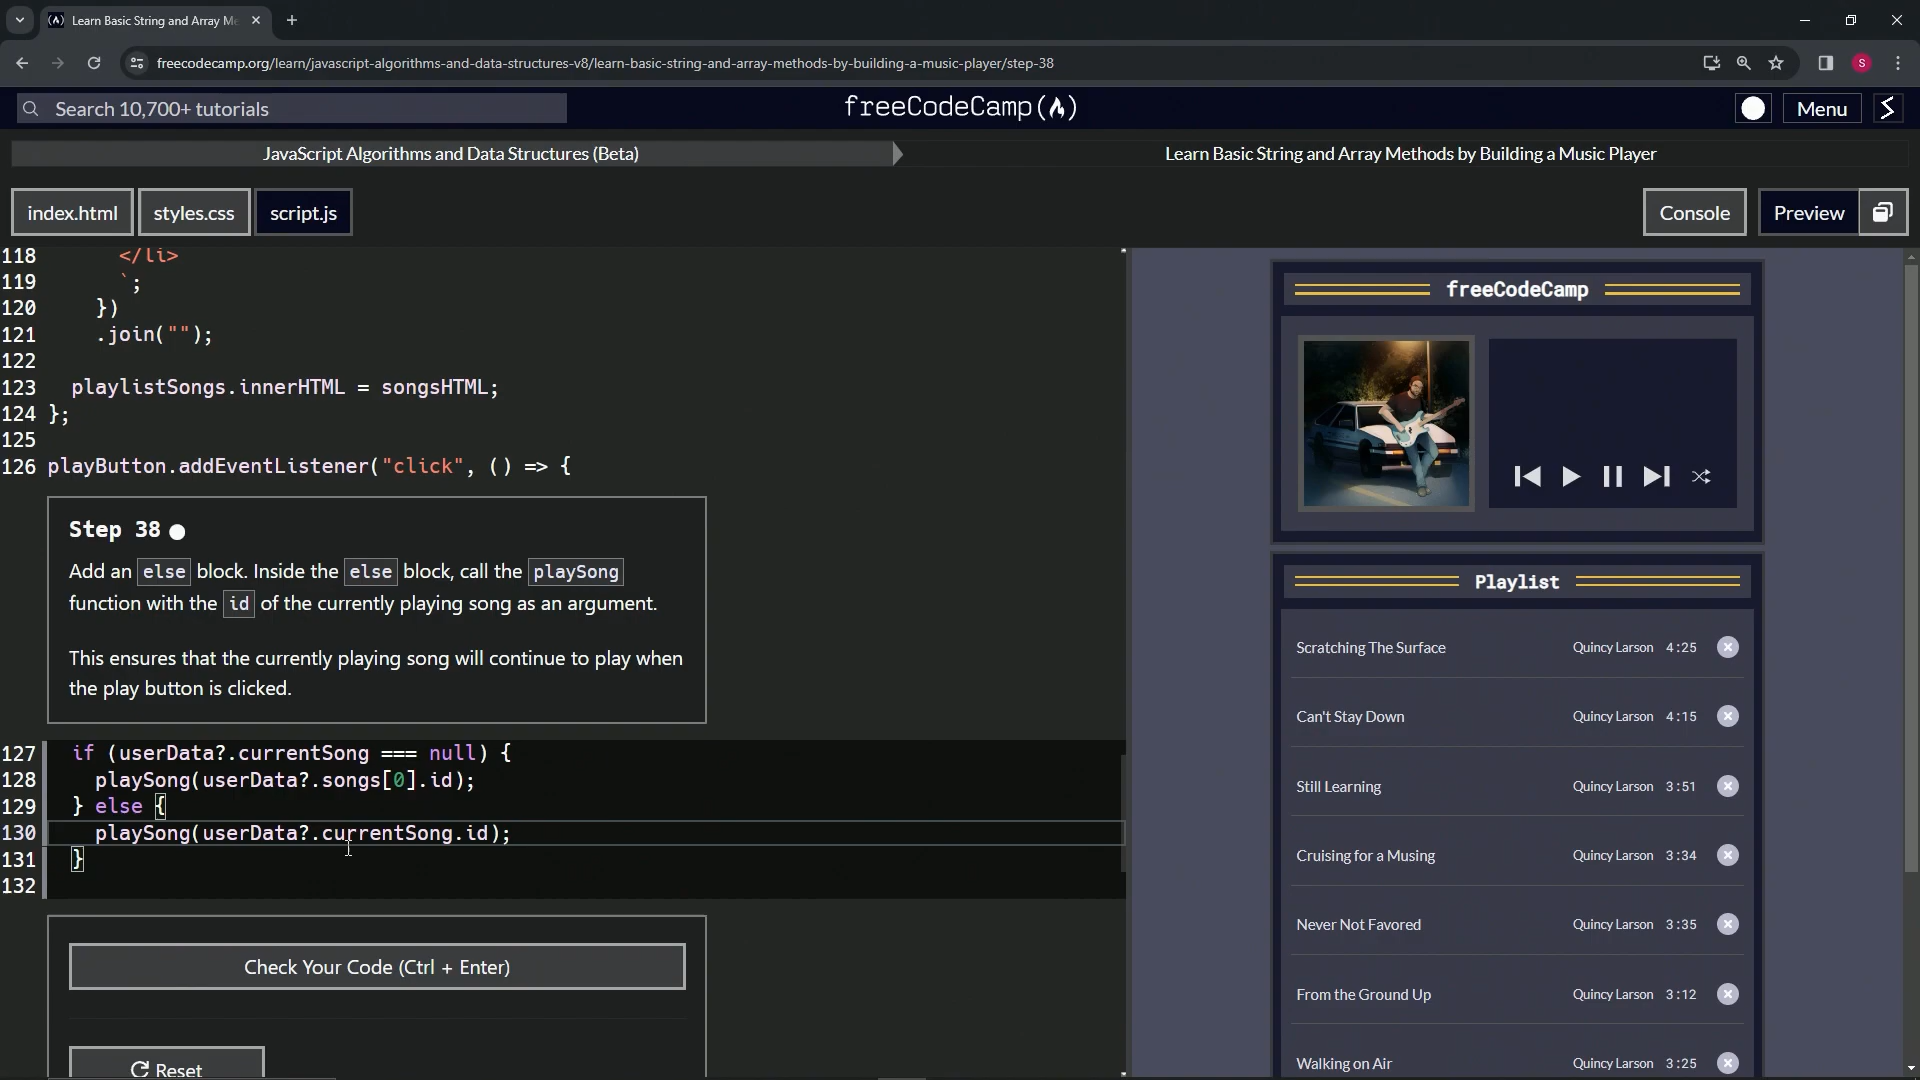 Learn Basic String and Array Me
freecodecamp.org/learn/javascript-algorithms-and-data-structures-v8/learn-basic-string-and-array-methods-by-building-a-music-player/step-38
S
Search 10,700+ tutorials
freeCodeCamp(🔥)
Menu
JavaScript Algorithms and Data Structures (Beta)
Learn Basic String and Array Methods by Building a Music Player
index.html
styles.css
script.js
Console
Preview
118 </li>
119 `;
120 })
121 .join("");
122
123 playlistSongs.innerHTML = songsHTML;
124 };
125
126 playButton.addEventListener("click", () => {
Step 38
Add an else block. Inside the else block, call the playSong
function with the id of the currently playing song as an argument.
This ensures that the currently playing song will continue to play when
the play button is clicked.
127 if (userData?.currentSong === null) {
128 playSong(userData?.songs[0].id);
129 } else {
130 playSong(userData?.currentSong.id);
131 }
132
Check Your Code (Ctrl + Enter)
Reset
freeCodeCamp
Playlist
Scratching The Surface Quincy Larson 4:25
Can't Stay Down Quincy Larson 4:15
Still Learning Quincy Larson 3:51
Cruising for a Musing Quincy Larson 3:34
Never Not Favored Quincy Larson 3:35
From the Ground Up Quincy Larson 3:12
Walking on Air Quincy Larson 3:25